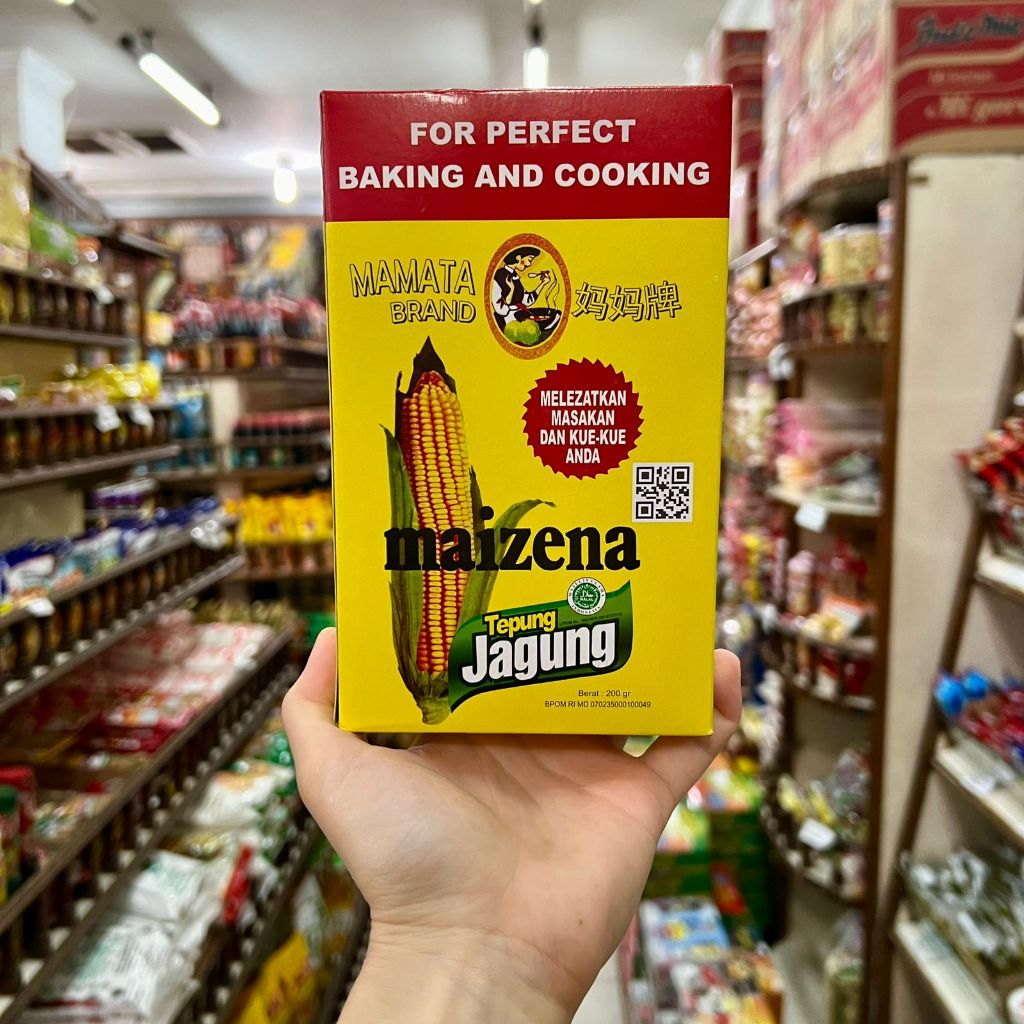 FOR PERFECT
BAKING AND COOKING
MAMATA
BRAND
妈妈牌
MELEZATKAN
MASAKAN
DAN KUE-KUE
ANDA
maizena
HALAL
Tepung
Jagung
Berat : 200 gr
BPOM RI MD 070235000100049